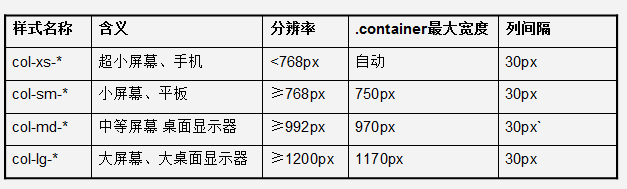 样式名称 含义 分辨率 .container最大宽度 列间隔
col-xs-* 超小屏幕、手机 <768px 自动 30px
col-sm-* 小屏幕、平板 ≥768px 750px 30px
col-md-* 中等屏幕 桌面显示器 ≥992px 970px 30px`
col-lg-* 大屏幕、大桌面显示器 ≥1200px 1170px 30px